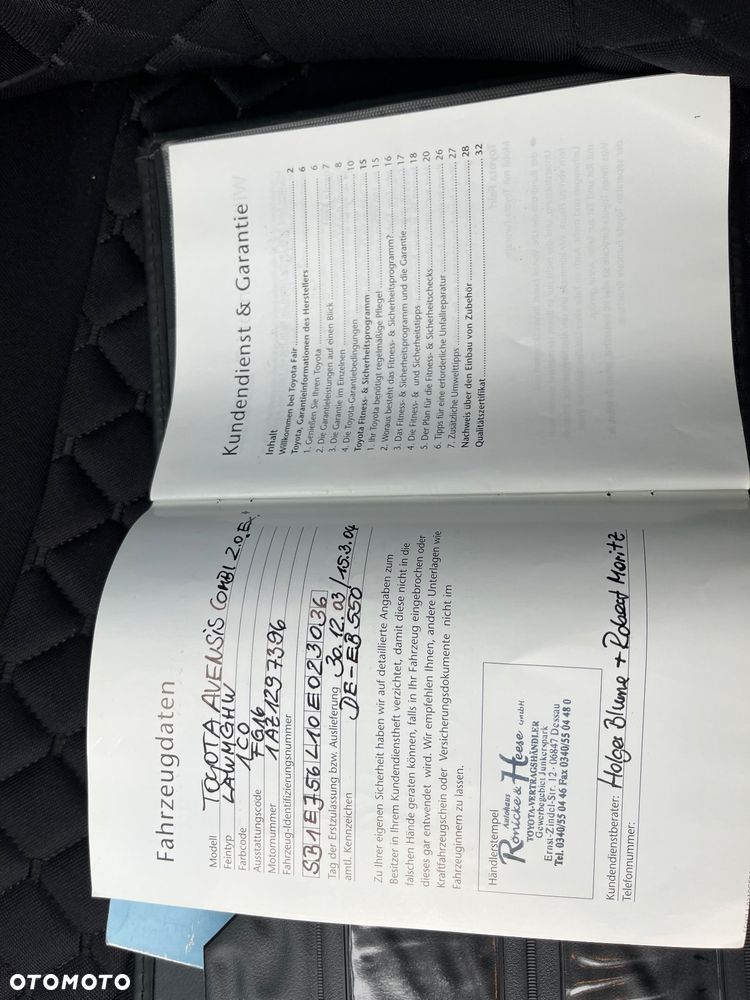 Fahrzeugdaten
Modell TOYOTA AVENSIS COMBI 2.0
Feintyp LAWMGHW
Farbcode 1C0
Ausstattungscode FG16
Motornummer 1AZ1297396
Fahrzeug-Identifizierungsnummer
SB1E756L10E023036
Tag der Erstzulassung bzw. Auslieferung 30.12.03 / 15.3.04
amtl. Kennzeichen DE-EB 550
Zu Ihrer eigenen Sicherheit haben wir auf detaillierte Angaben zum
Besitzer in Ihrem Kundendienstheft verzichtet, damit diese nicht in die
falschen Hände geraten können, falls in Ihr Fahrzeug eingebrochen oder
dieses gar entwendet wird. Wir empfehlen Ihnen, andere Unterlagen wie
Kraftfahrzeugschein oder Versicherungsdokumente nicht im
Fahrzeuginnern zu lassen.
Händlerstempel
Autohaus
Rönicke & Heese GmbH
TOYOTA-VERTRAGSHÄNDLER
Gewerbegebiet Junkerspark
Ernst-Zindel-Str. 12 · 06847 Dessau
Tel. 0340/55 04 46 Fax 0340/55 04 48 0
Kundendienstberater: Holger Blume + Robert Moritz
Telefonnummer:
Kundendienst & Garantie
Inhalt
Willkommen bei Toyota Fair 2
Toyota, Garantieinformationen des Herstellers 6
1. Genießen Sie Ihren Toyota 6
2. Die Garantieleistungen auf einen Blick 7
3. Die Garantie im Einzelnen 8
4. Die Toyota-Garantiebedingungen 10
Toyota Fitness- & Sicherheitsprogramm 15
1. Ihr Toyota benötigt regelmäßige Pflege! 15
2. Woraus besteht das Fitness- & Sicherheitsprogramm? 16
3. Das Fitness- & Sicherheitsprogramm und die Garantie 17
4. Die Fitness- & und Sicherheitstipps 18
5. Der Plan für die Fitness- & Sicherheitschecks 20
6. Tipps für eine erforderliche Unfallreparatur 26
7. Zusätzliche Umwelttipps 27
Nachweis über den Einbau von Zubehör 28
Qualitätszertifikat 32
1
OTOMOTO